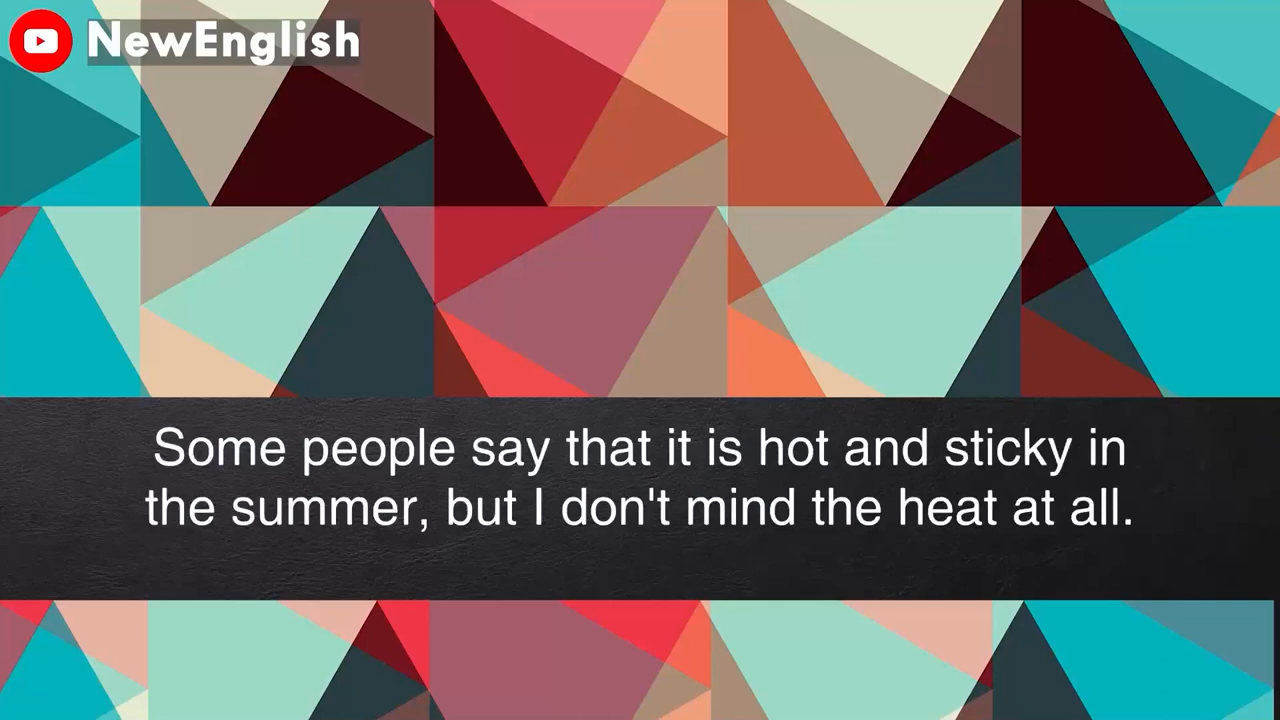 NewEnglish
Some people say that it is hot and sticky in
the summer, but I don't mind the heat at all.